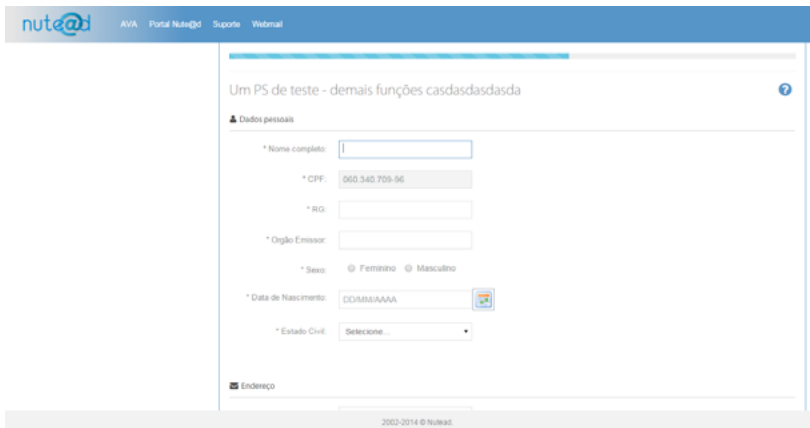 nute@d AVA Portal Nute@d Suporte Webmail
Um PS de teste - demais funções casdasdasdasda ?
Dados pessoais
* Nome completo:
* CPF: 060.340.709-96
* RG:
* Orgão Emissor:
* Sexo: Feminino Masculino
* Data de Nascimento: DD/MM/AAAA
* Estado Civil: Selecione...
Endereço
2002-2014 © Nutead.